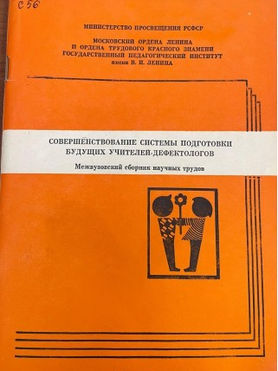 С 56
МИНИСТЕРСТВО ПРОСВЕЩЕНИЯ РСФСР
МОСКОВСКИЙ ОРДЕНА ЛЕНИНА
И ОРДЕНА ТРУДОВОГО КРАСНОГО ЗНАМЕНИ
ГОСУДАРСТВЕННЫЙ ПЕДАГОГИЧЕСКИЙ ИНСТИТУТ
имени В. И. ЛЕНИНА
СОВЕРШЕНСТВОВАНИЕ СИСТЕМЫ ПОДГОТОВКИ
БУДУЩИХ УЧИТЕЛЕЙ-ДЕФЕКТОЛОГОВ
Межвузовский сборник научных трудов